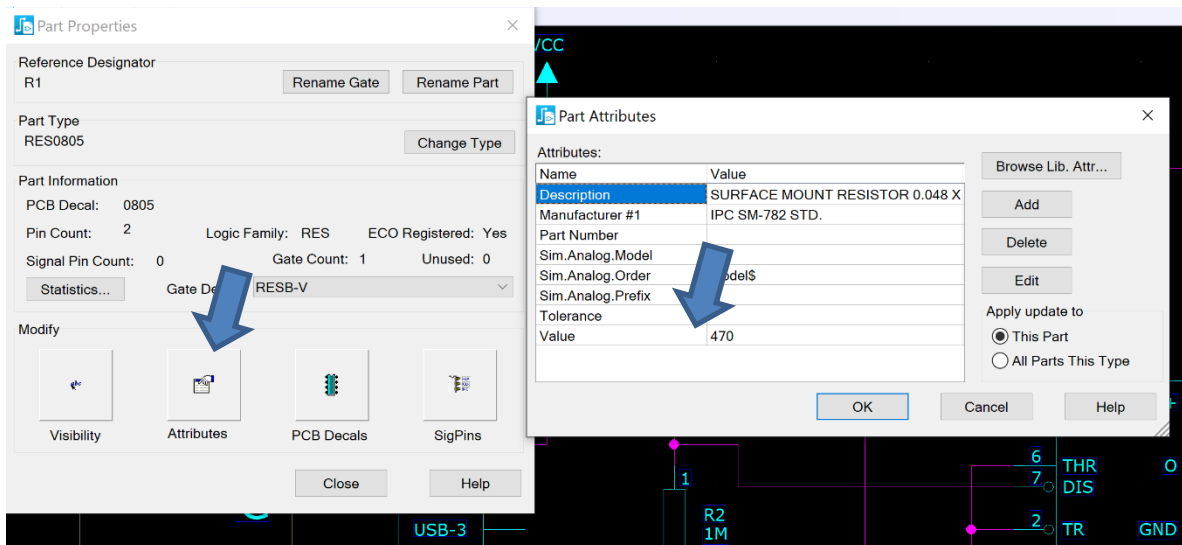 Part Properties
Reference Designator
R1
Rename Gate
Rename Part
Part Type
RES0805
Change Type
Part Information
PCB Decal: 0805
Pin Count: 2
Logic Family: RES
ECO Registered: Yes
Signal Pin Count: 0
Gate Count: 1
Unused: 0
Statistics...
Gate De
RESB-V
Modify
abc
Visibility
Attributes
PCB Decals
SigPins
Close
Help
/CC
Part Attributes
Attributes:
Name Value
Description SURFACE MOUNT RESISTOR 0.048 X
Manufacturer #1 IPC SM-782 STD.
Part Number
Sim.Analog.Model
Sim.Analog.Order odel$
Sim.Analog.Prefix
Tolerance
Value 470
Browse Lib. Attr...
Add
Delete
Edit
Apply update to
This Part
All Parts This Type
OK
Cancel
Help
1
R2
1M
USB-3
6 THR O
7 DIS
2 TR GND